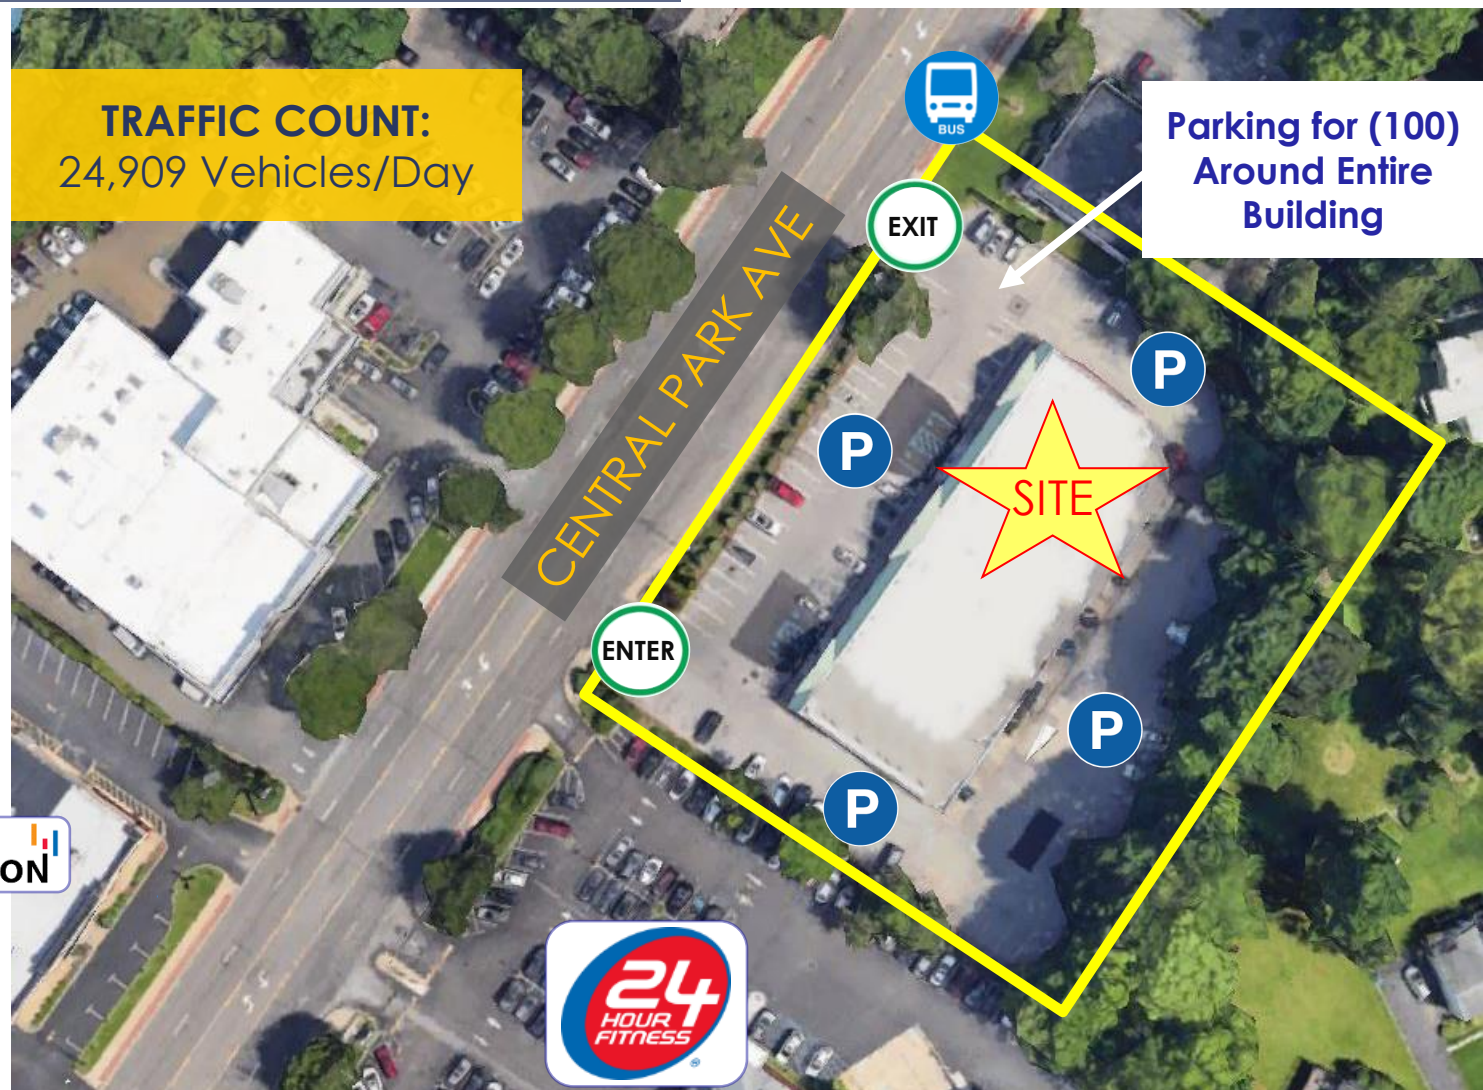 TRAFFIC COUNT:
24,909 Vehicles/Day
BUS
Parking for (100)
Around Entire
Building
EXIT
CENTRAL PARK AVE
P
P
SITE
ENTER
P
P
ON
24
HOUR
FITNESS
®